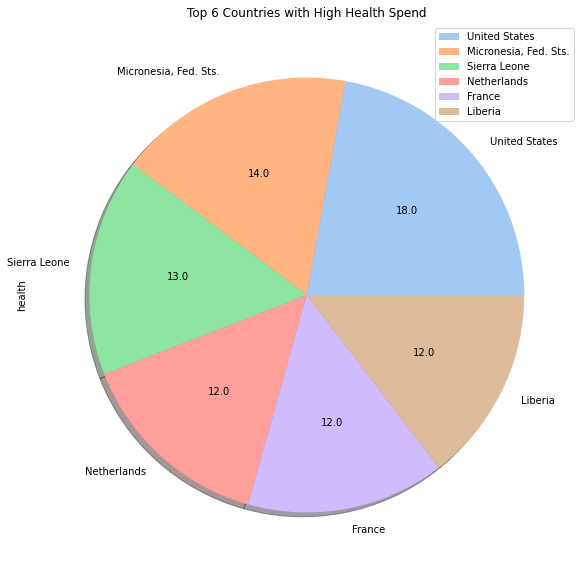 Top 6 Countries with High Health Spend
United States
Micronesia, Fed. Sts.
Sierra Leone
Netherlands
France
Liberia
Micronesia, Fed. Sts.
United States
14.0
18.0
Sierra Leone
13.0
health
12.0
Liberia
12.0
12.0
Netherlands
France